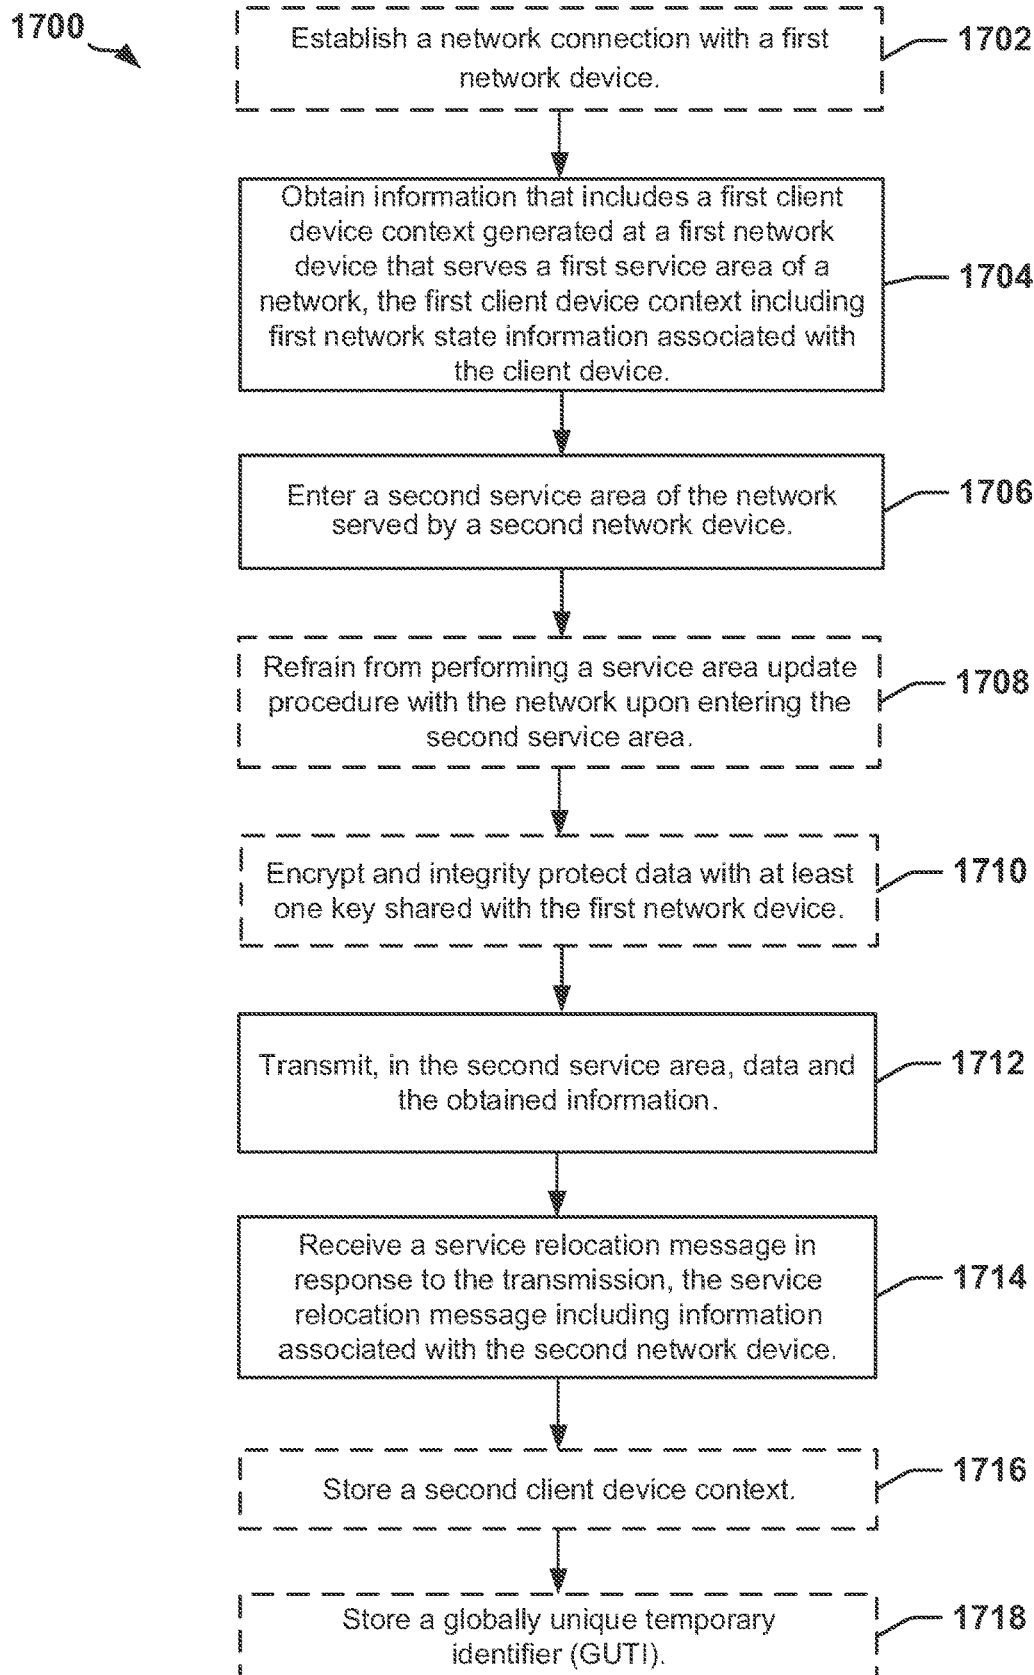 1700
Establish a network connection with a first
network device.
1702
Obtain information that includes a first client
device context generated at a first network
device that serves a first service area of a
network, the first client device context including
first network state information associated with
the client device.
1704
Enter a second service area of the network
served by a second network device.
1706
Refrain from performing a service area update
procedure with the network upon entering the
second service area.
1708
Encrypt and integrity protect data with at least
one key shared with the first network device.
1710
Transmit, in the second service area, data and
the obtained information.
1712
Receive a service relocation message in
response to the transmission, the service
relocation message including information
associated with the second network device.
1714
Store a second client device context.
1716
Store a globally unique temporary
identifier (GUTI).
1718